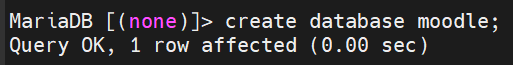 MariaDB [(none)]> create database moodle;
Query OK, 1 row affected (0.00 sec)